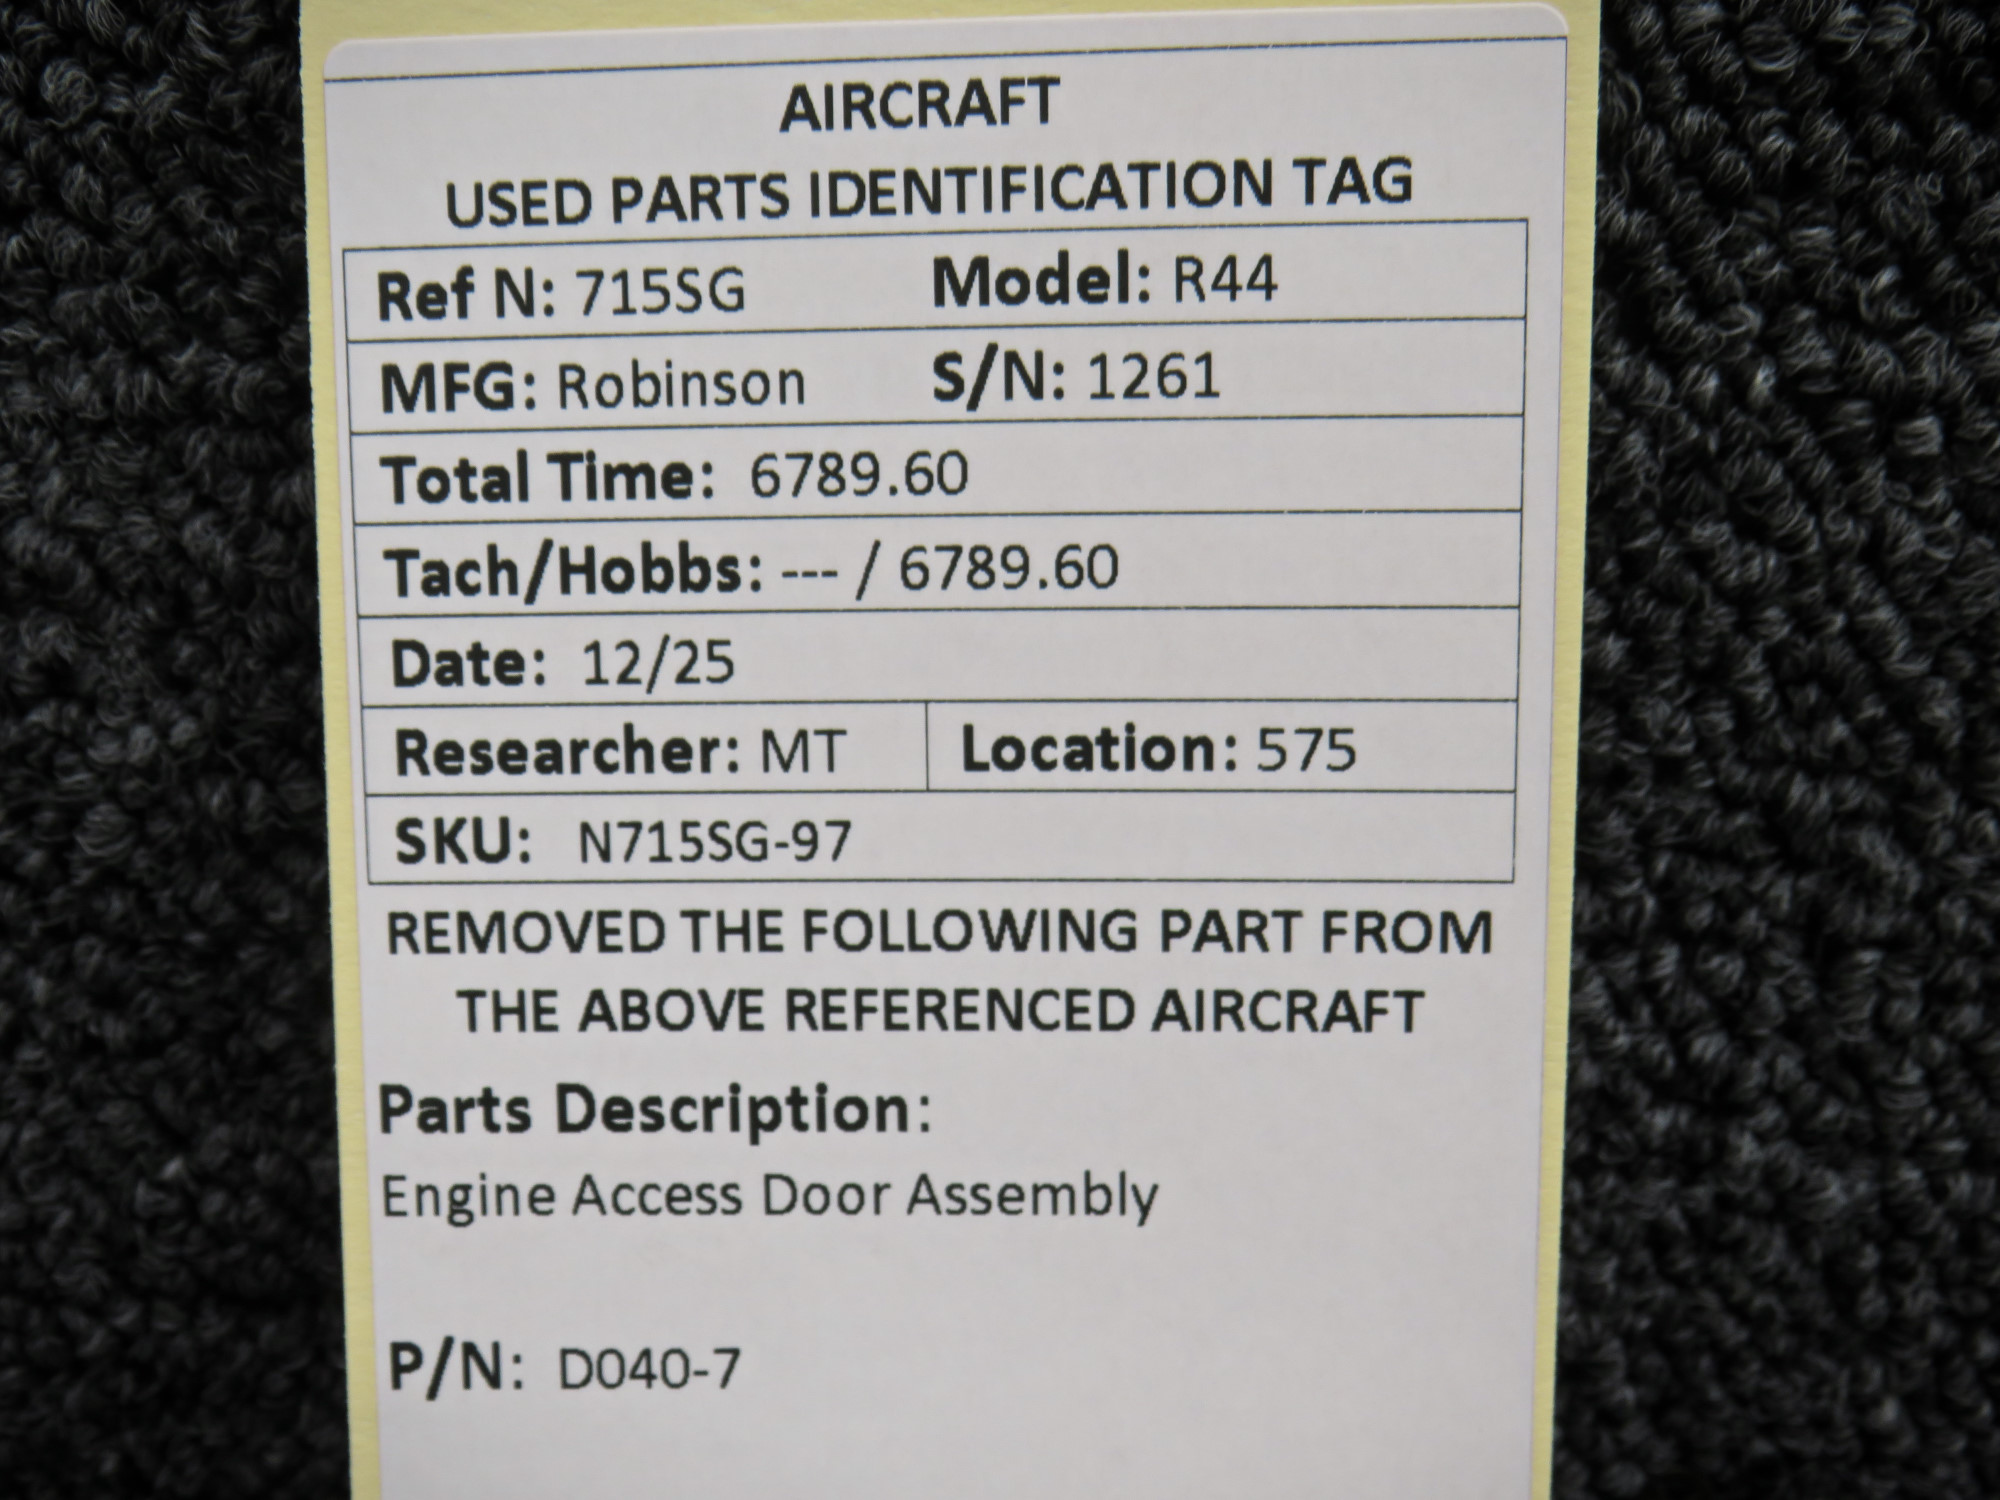 AIRCRAFT
USED PARTS IDENTIFICATION TAG
Ref N: 715SG Model: R44
MFG: Robinson S/N: 1261
Total Time: 6789.60
Tach/Hobbs: --- / 6789.60
Date: 12/25
Researcher: MT Location: 575
SKU: N715SG-97
REMOVED THE FOLLOWING PART FROM
THE ABOVE REFERENCED AIRCRAFT
Parts Description:
Engine Access Door Assembly
P/N: D040-7